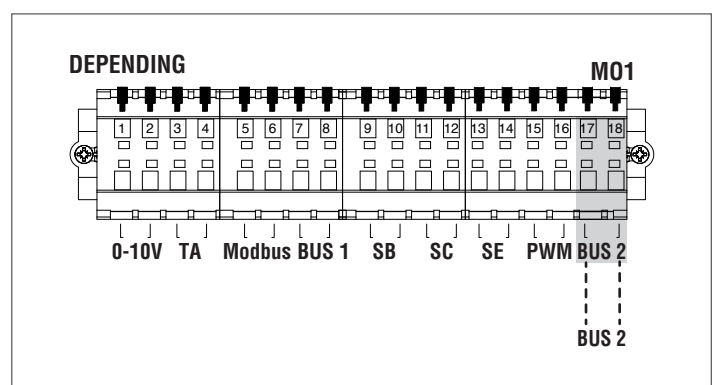 DEPENDING
MO1
1 2 3 4 5 6 7 8 9 10 11 12 13 14 15 16 17 18
0-10V TA Modbus BUS 1 SB SC SE PWM BUS 2
BUS 2